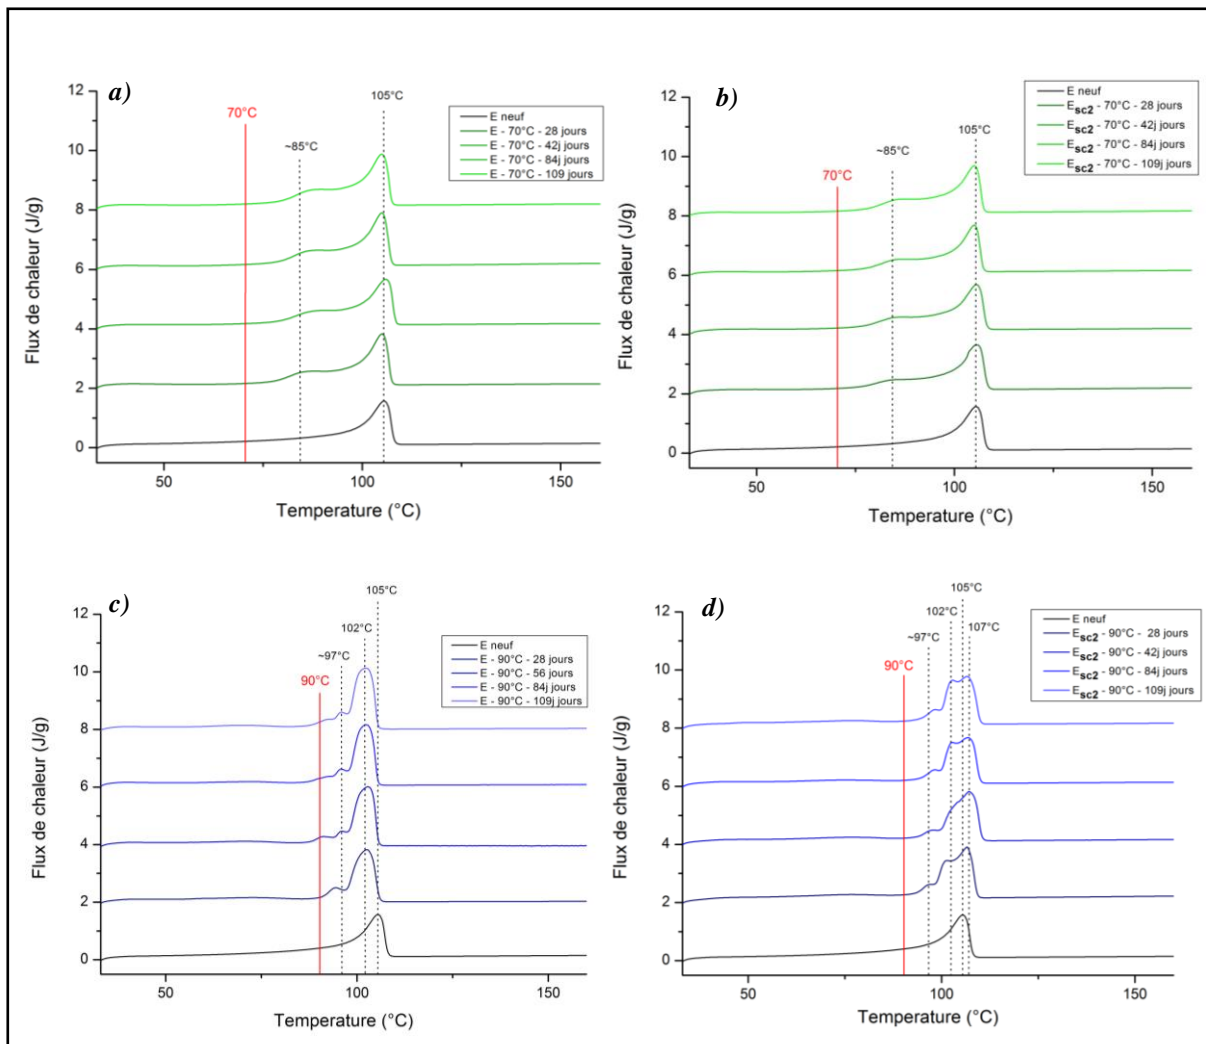 a)
12
10
8
6
4
2
0
Flux de chaleur (J/g)
70°C
~85°C
105°C
E neuf
E - 70°C - 28 jours
E - 70°C - 42j jours
E - 70°C - 84j jours
E - 70°C - 109 jours
50
100
150
Temperature (°C)
b)
12
10
8
6
4
2
0
Flux de chaleur (J/g)
70°C
~85°C
105°C
E neuf
Esc2 - 70°C - 28 jours
Esc2 - 70°C - 42j jours
Esc2 - 70°C - 84j jours
Esc2 - 70°C - 109j jours
50
100
150
Temperature (°C)
c)
12
10
8
6
4
2
0
Flux de chaleur (J/g)
90°C
~97°C
102°C
105°C
E neuf
E - 90°C - 28 jours
E - 90°C - 56 jours
E - 90°C - 84j jours
E - 90°C - 109j jours
50
100
150
Temperature (°C)
d)
12
10
8
6
4
2
0
Flux de chaleur (J/g)
90°C
~97°C
102°C
105°C
107°C
E neuf
Esc2 - 90°C - 28 jours
Esc2 - 90°C - 42j jours
Esc2 - 90°C - 84j jours
Esc2 - 90°C - 109j jours
50
100
150
Temperature (°C)